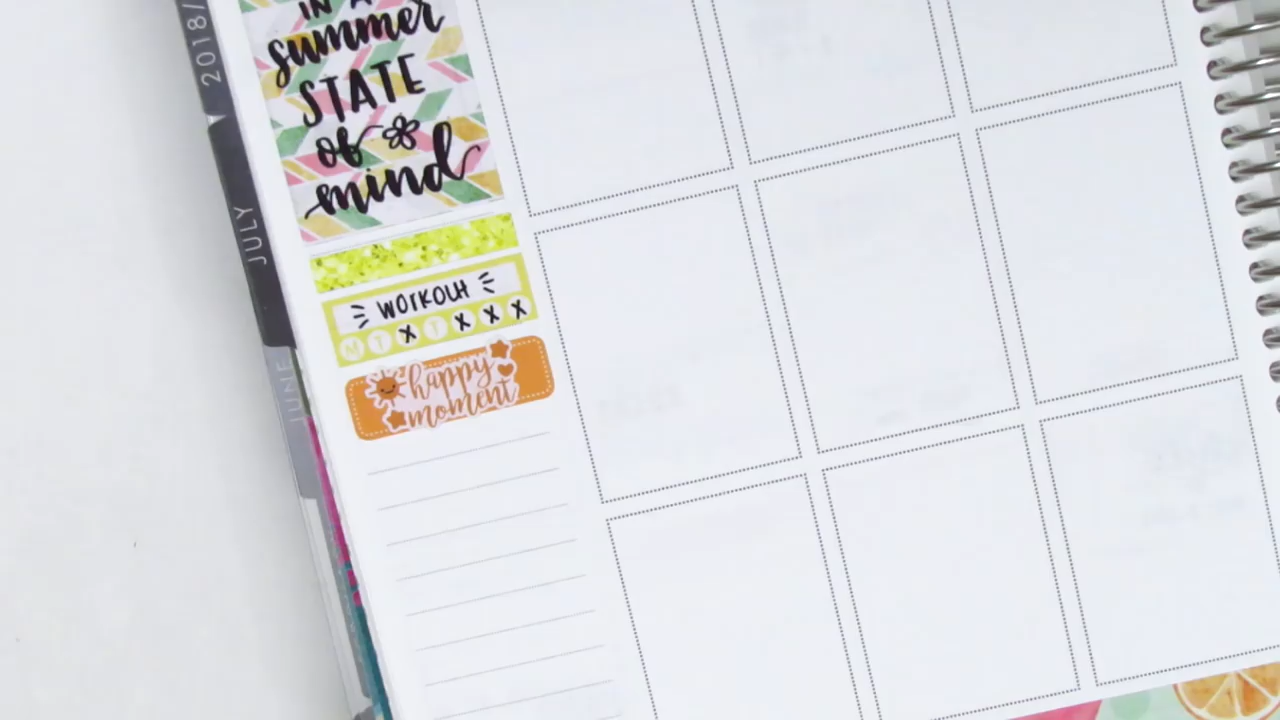 2018/
IN A
summer
STATE
of
mind
JULY
WORKOUT
M T X T X X X
happy
moment
JUNE